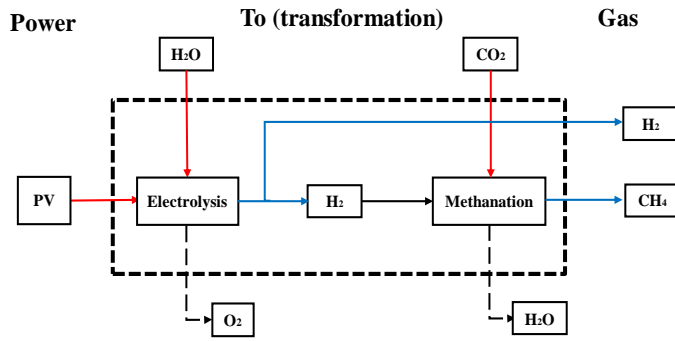 Power
To (transformation)
Gas
H₂O
CO₂
H₂
PV
Electrolysis
H₂
Methanation
CH₄
O₂
H₂O